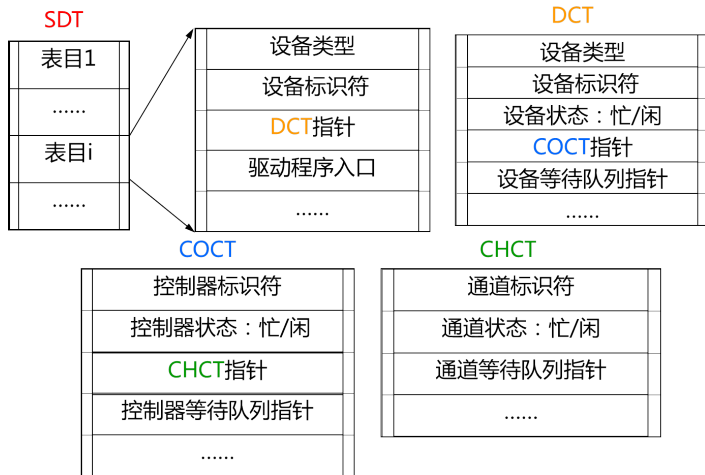 SDT
表目1
......
表目i
......
设备类型
设备标识符
DCT指针
驱动程序入口
......
DCT
设备类型
设备标识符
设备状态：忙/闲
COCT指针
设备等待队列指针
......
COCT
控制器标识符
控制器状态：忙/闲
CHCT指针
控制器等待队列指针
......
CHCT
通道标识符
通道状态：忙/闲
通道等待队列指针
......